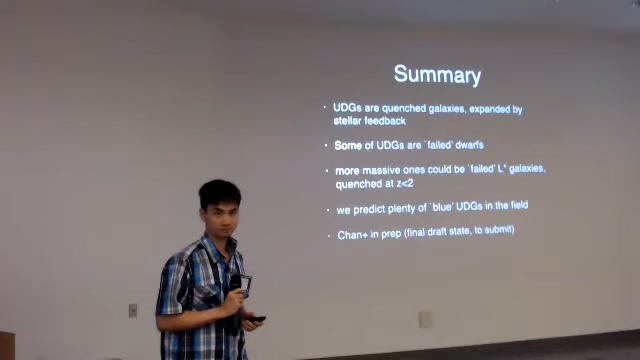 Summary
· UDGs are quenched galaxies, expanded by
stellar feedback
· Some of UDGs are `failed' dwarfs
· more massive ones could be `failed' L* galaxies,
quenched at z<2
· we predict plenty of `blue' UDGs in the field
· Chan+ in prep (final draft state, to submit)